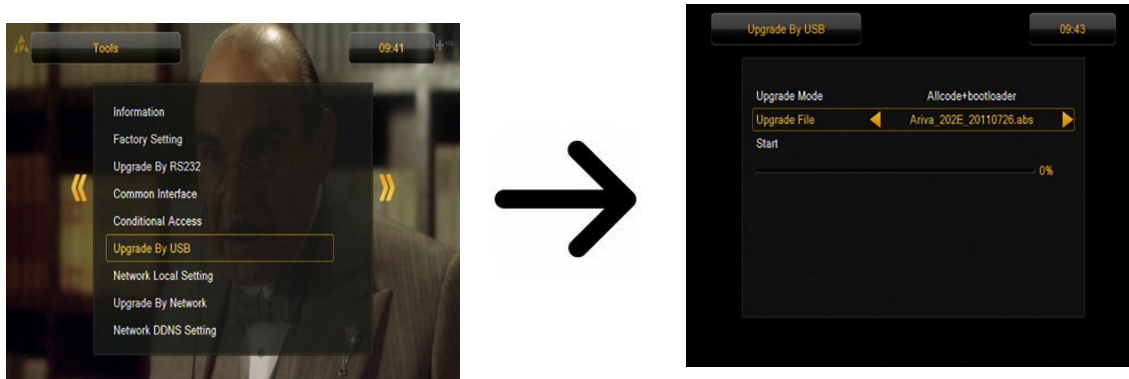 Tools
09:41
Information
Factory Setting
Upgrade By RS232
Common Interface
Conditional Access
Upgrade By USB
Network Local Setting
Upgrade By Network
Network DDNS Setting
Upgrade By USB
09:43
Upgrade Mode Allcode+bootloader
Upgrade File Ariva_202E_20110726.abs
Start
0%